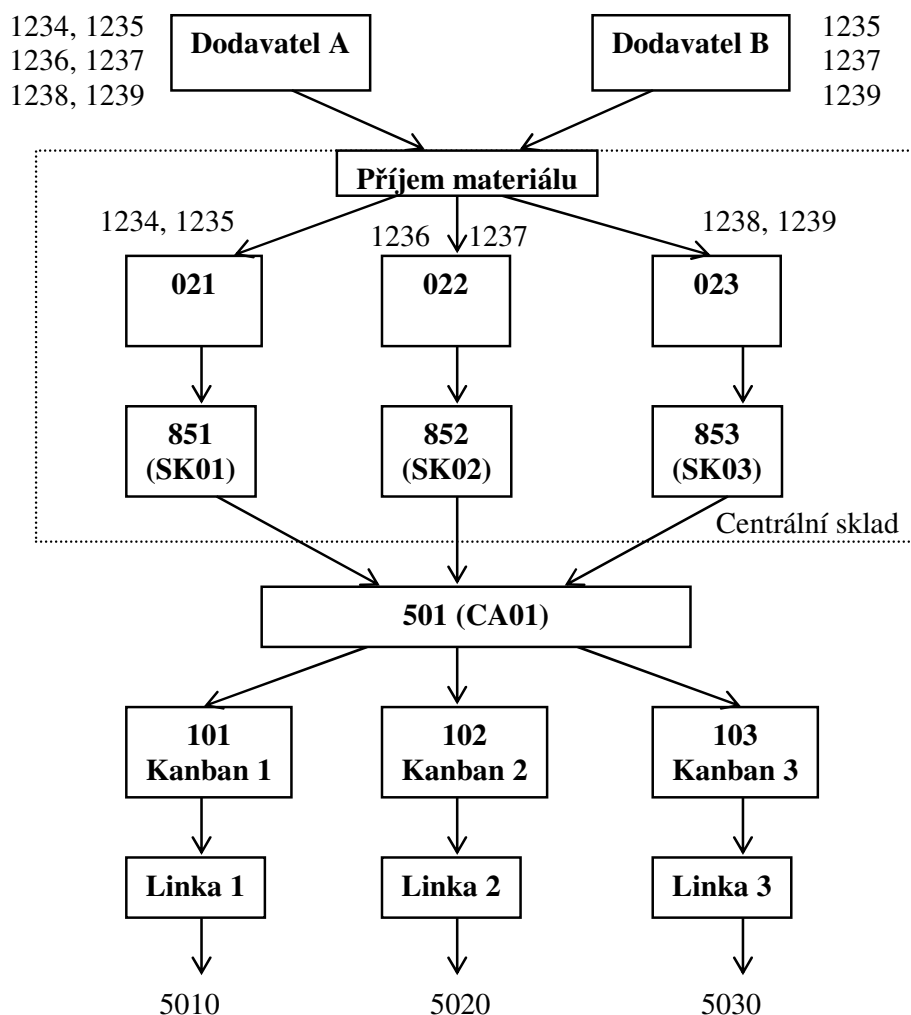 1234, 1235
1236, 1237
1238, 1239
Dodavatel A
Dodavatel B
1235
1237
1239
Příjem materiálu
1234, 1235
1236
1237
1238, 1239
021
022
023
851
(SK01)
852
(SK02)
853
(SK03)
Centrální sklad
501 (CA01)
101
Kanban 1
102
Kanban 2
103
Kanban 3
Linka 1
Linka 2
Linka 3
5010
5020
5030